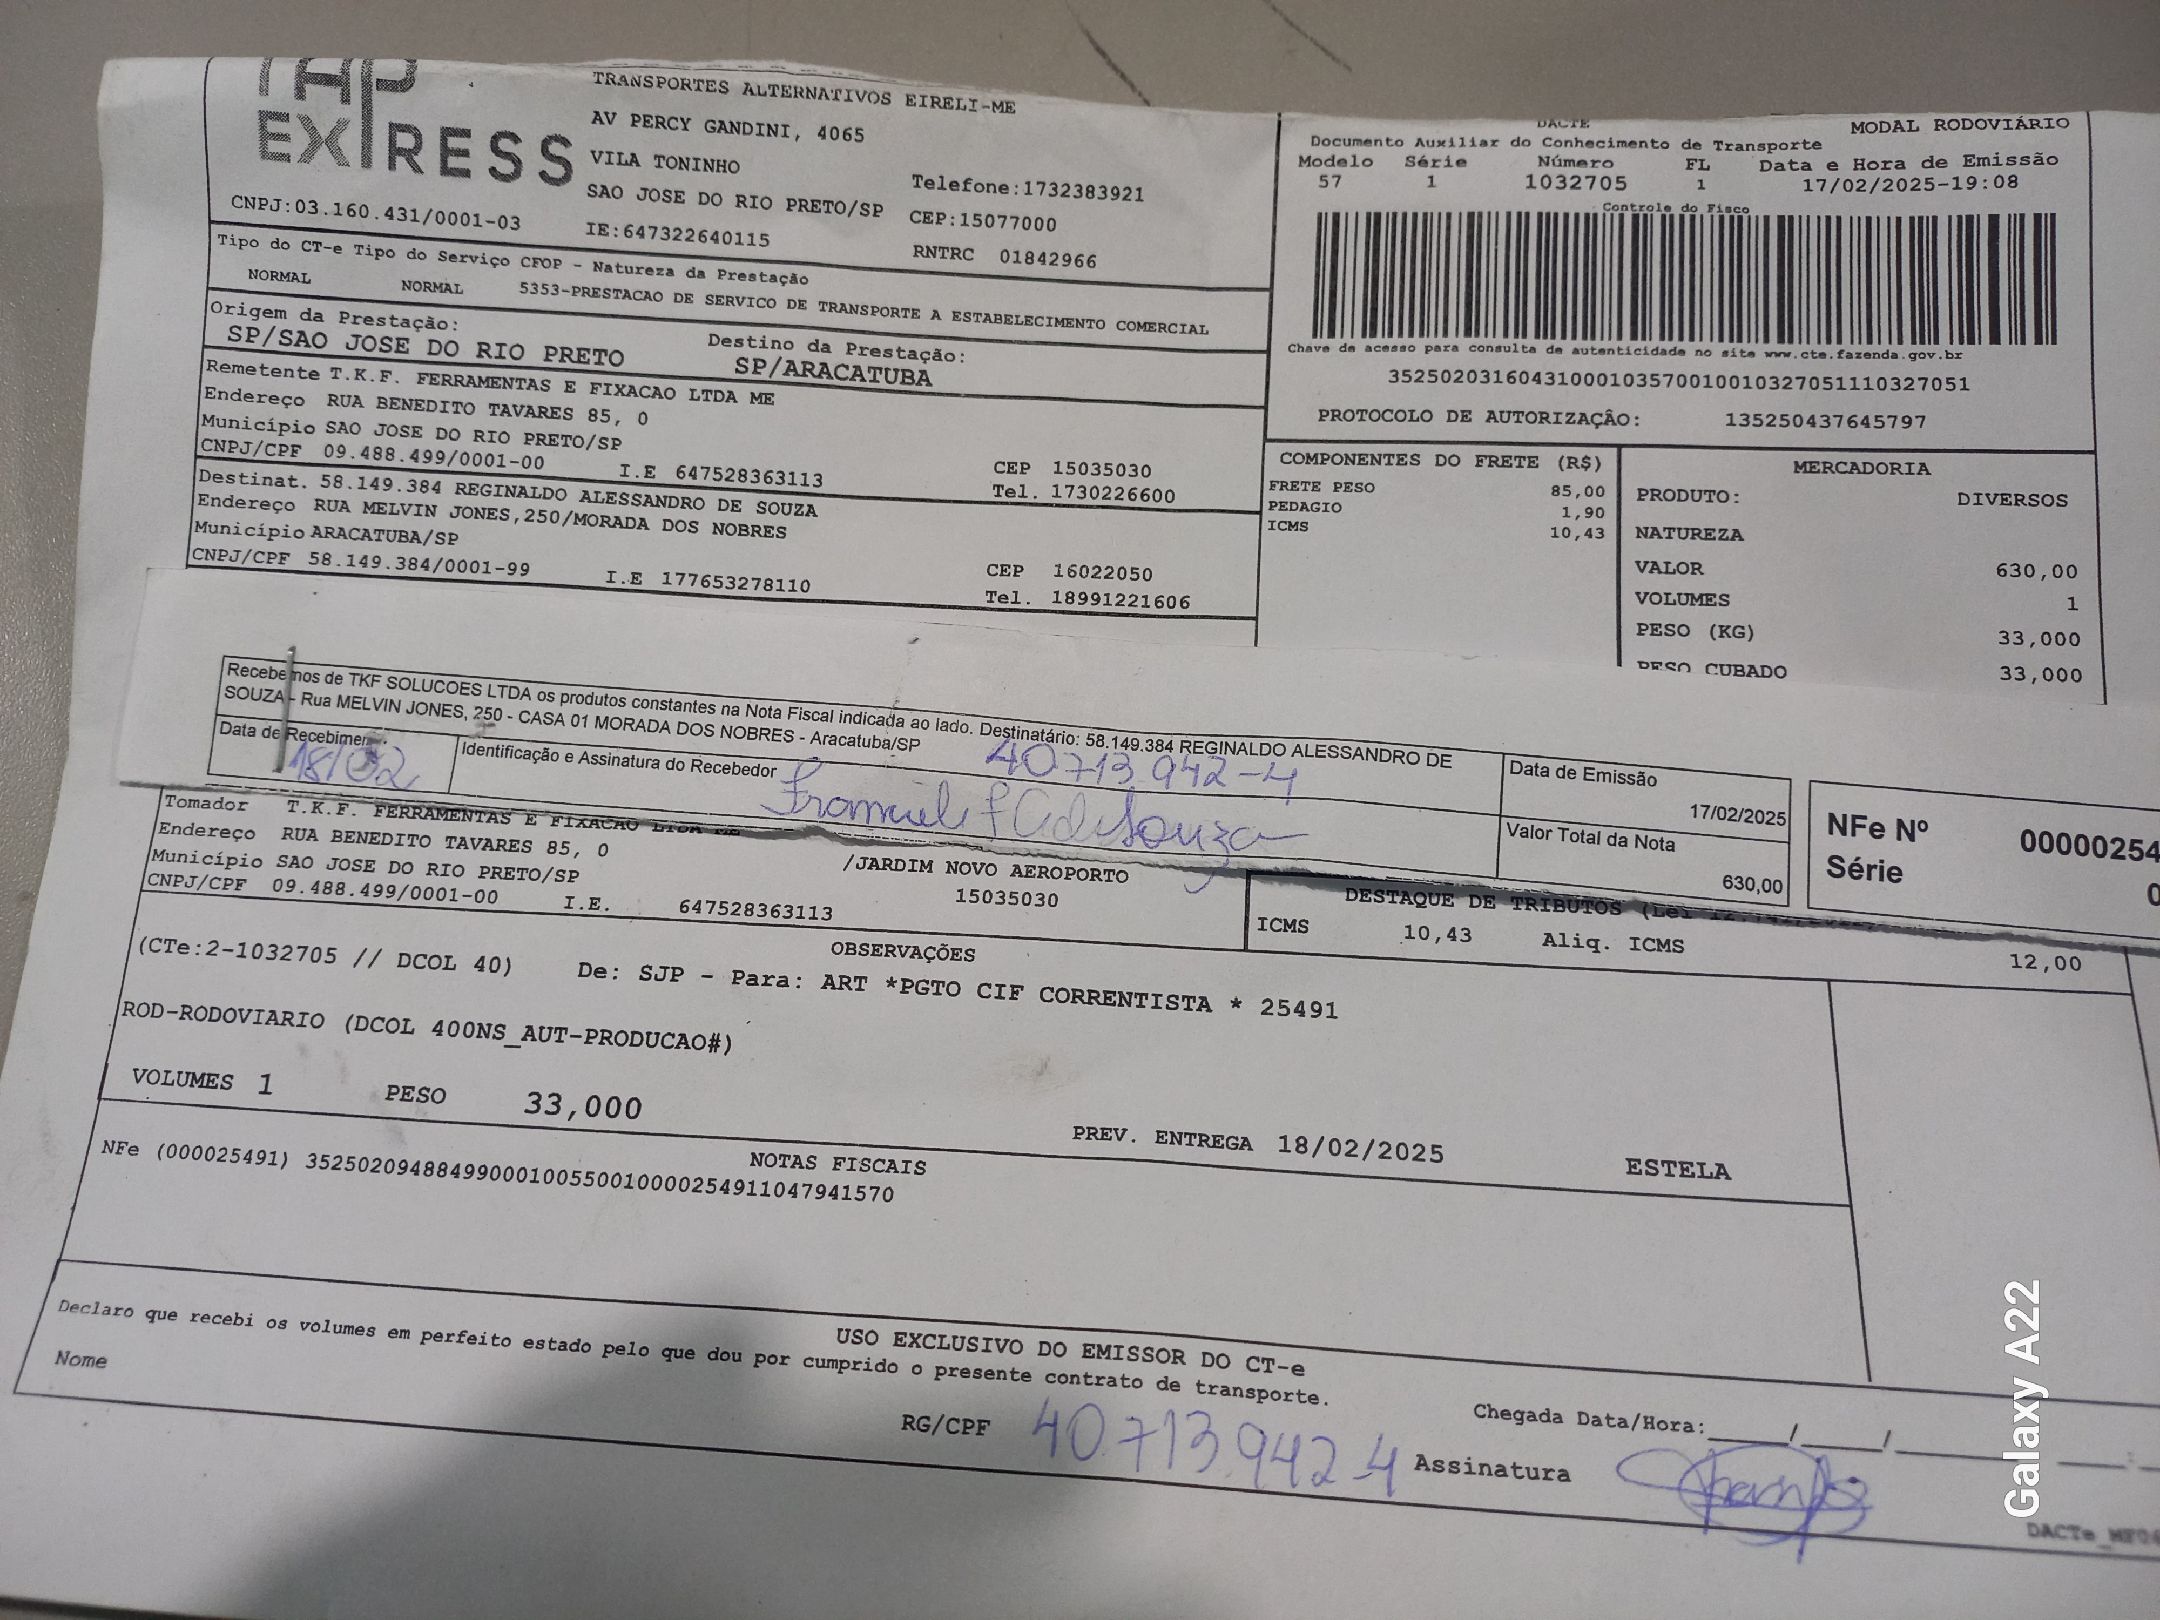 TAP
EXPRESS
TRANSPORTES ALTERNATIVOS EIRELI-ME
AV PERCY GANDINI, 4065
VILA TONINHO
SAO JOSE DO RIO PRETO/SP
Telefone:1732383921
CEP:15077000
CNPJ:03.160.431/0001-03
IE:647322640115
RNTRC 01842966
DACTE
MODAL RODOVIÁRIO
Documento Auxiliar do Conhecimento de Transporte
Modelo Série Número FL Data e Hora de Emissão
57 1 1032705 1 17/02/2025-19:08
Controle do Fisco
Chave de acesso para consulta de autenticidade no site www.cte.fazenda.gov.br
35250203160431000103570010010327051110327051
PROTOCOLO DE AUTORIZAÇÂO: 135250437645797
Tipo do CT-e Tipo do Serviço CFOP - Natureza da Prestação
NORMAL NORMAL 5353-PRESTACAO DE SERVICO DE TRANSPORTE A ESTABELECIMENTO COMERCIAL
Origem da Prestação:
SP/SAO JOSE DO RIO PRETO
Destino da Prestação:
SP/ARACATUBA
Remetente T.K.F. FERRAMENTAS E FIXACAO LTDA ME
Endereço RUA BENEDITO TAVARES 85, 0
Município SAO JOSE DO RIO PRETO/SP
CNPJ/CPF 09.488.499/0001-00 I.E 647528363113
CEP 15035030
Tel. 1730226600
Destinat. 58.149.384 REGINALDO ALESSANDRO DE SOUZA
Endereço RUA MELVIN JONES,250/MORADA DOS NOBRES
Município ARACATUBA/SP
CNPJ/CPF 58.149.384/0001-99 I.E 177653278110
CEP 16022050
Tel. 18991221606
COMPONENTES DO FRETE (R$)
FRETE PESO 85,00
PEDAGIO 1,90
ICMS 10,43
MERCADORIA
PRODUTO: DIVERSOS
NATUREZA
VALOR 630,00
VOLUMES 1
PESO (KG) 33,000
PESO CUBADO 33,000
Recebemos de TKF SOLUCOES LTDA os produtos constantes na Nota Fiscal indicada ao lado. Destinatário: 58.149.384 REGINALDO ALESSANDRO DE
SOUZA - Rua MELVIN JONES, 250 - CASA 01 MORADA DOS NOBRES - Aracatuba/SP
Data de Recebimen
18/02
Identificação e Assinatura do Recebedor
40713.942-4
de Souza
Data de Emissão
17/02/2025
Valor Total da Nota
630,00
NFe Nº 00000254
Série 0
Tomador T.K.F. FERRAMENTAS E FIXACAO LTDA ME
Endereço RUA BENEDITO TAVARES 85, 0
Município SAO JOSE DO RIO PRETO/SP
CNPJ/CPF 09.488.499/0001-00 I.E. 647528363113
/JARDIM NOVO AEROPORTO
15035030
DESTAQUE DE TRIBUTOS
ICMS 10,43 Aliq. ICMS 12,00
OBSERVAÇÕES
(CTe:2-1032705 // DCOL 40) De: SJP - Para: ART *PGTO CIF CORRENTISTA * 25491
ROD-RODOVIARIO (DCOL 400NS_AUT-PRODUCAO#)
VOLUMES 1 PESO 33,000
PREV. ENTREGA 18/02/2025 ESTELA
NOTAS FISCAIS
NFe (000025491) 35250209488499000100550010000254911047941570
USO EXCLUSIVO DO EMISSOR DO CT-e
Declaro que recebi os volumes em perfeito estado pelo que dou por cumprido o presente contrato de transporte.
Nome
RG/CPF 40713942-4 Assinatura
Chegada Data/Hora:____/____/____
Galaxy A22